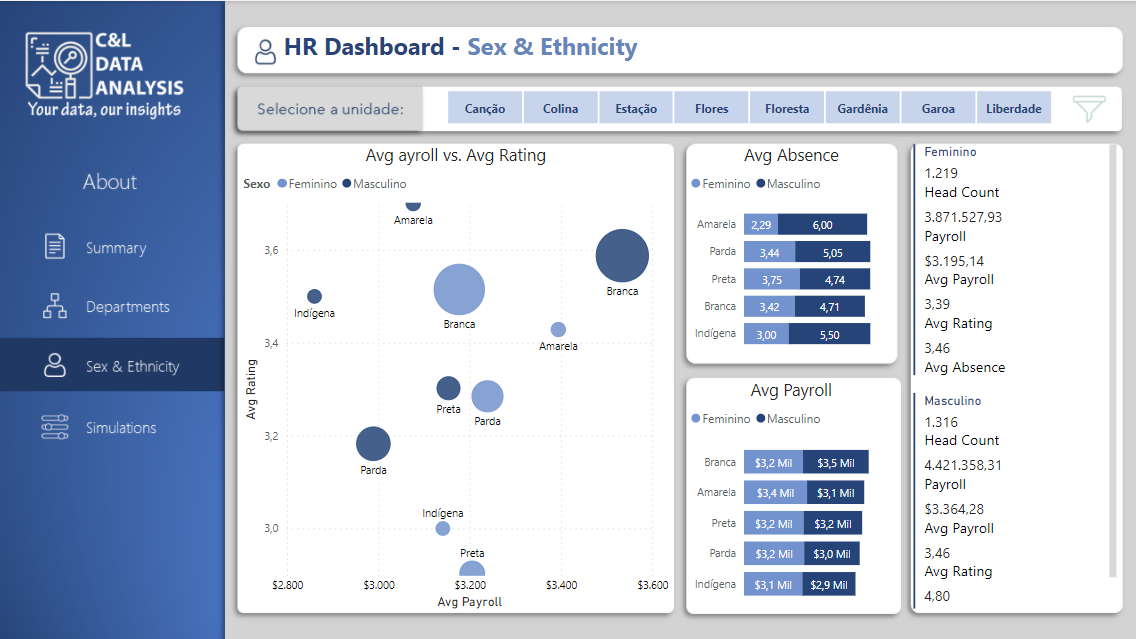 C&L
DATA
ANALYSIS
Your data, our insights
About
Summary
Departments
Sex & Ethnicity
Simulations
HR Dashboard - Sex & Ethnicity
Selecione a unidade:
Canção Colina Estação Flores Floresta Gardênia Garoa Liberdade
Avg ayroll vs. Avg Rating
Sexo Feminino Masculino
Amarela
3,6
Branca
Indígena
Branca
3,4
Amarela
Avg Rating
Preta
Parda
3,2
Parda
Indígena
3,0
Preta
$2.800 $3.000 $3.200 $3.400 $3.600
Avg Payroll
Avg Absence
Feminino Masculino
Amarela 2,29 6,00
Parda 3,44 5,05
Preta 3,75 4,74
Branca 3,42 4,71
Indígena 3,00 5,50
Avg Payroll
Feminino Masculino
Branca $3,2 Mil $3,5 Mil
Amarela $3,4 Mil $3,1 Mil
Preta $3,2 Mil $3,2 Mil
Parda $3,2 Mil $3,0 Mil
Indígena $3,1 Mil $2,9 Mil
Feminino
1.219
Head Count
3.871.527,93
Payroll
$3.195,14
Avg Payroll
3,39
Avg Rating
3,46
Avg Absence
Masculino
1.316
Head Count
4.421.358,31
Payroll
$3.364,28
Avg Payroll
3,46
Avg Rating
4,80